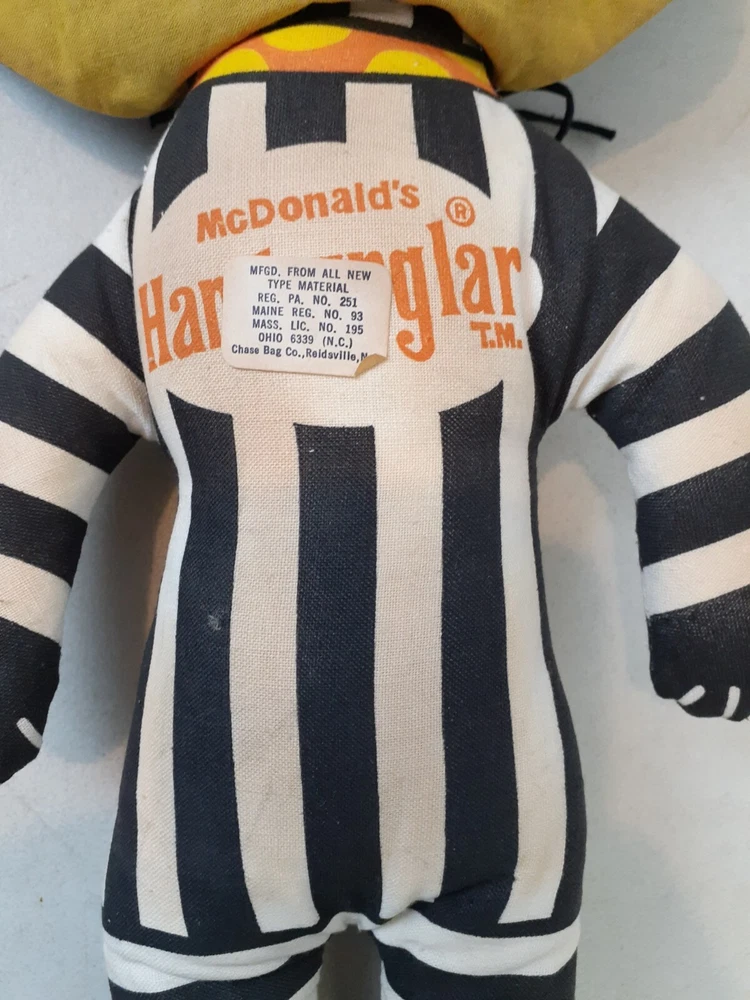 McDonald's ®
T.M.
MFGD. FROM ALL NEW
TYPE MATERIAL
REG. PA. NO. 251
MAINE REG. NO. 93
MASS. LIC. NO. 195
OHIO 6339 (N.C.)
Chase Bag Co., Reidsville,